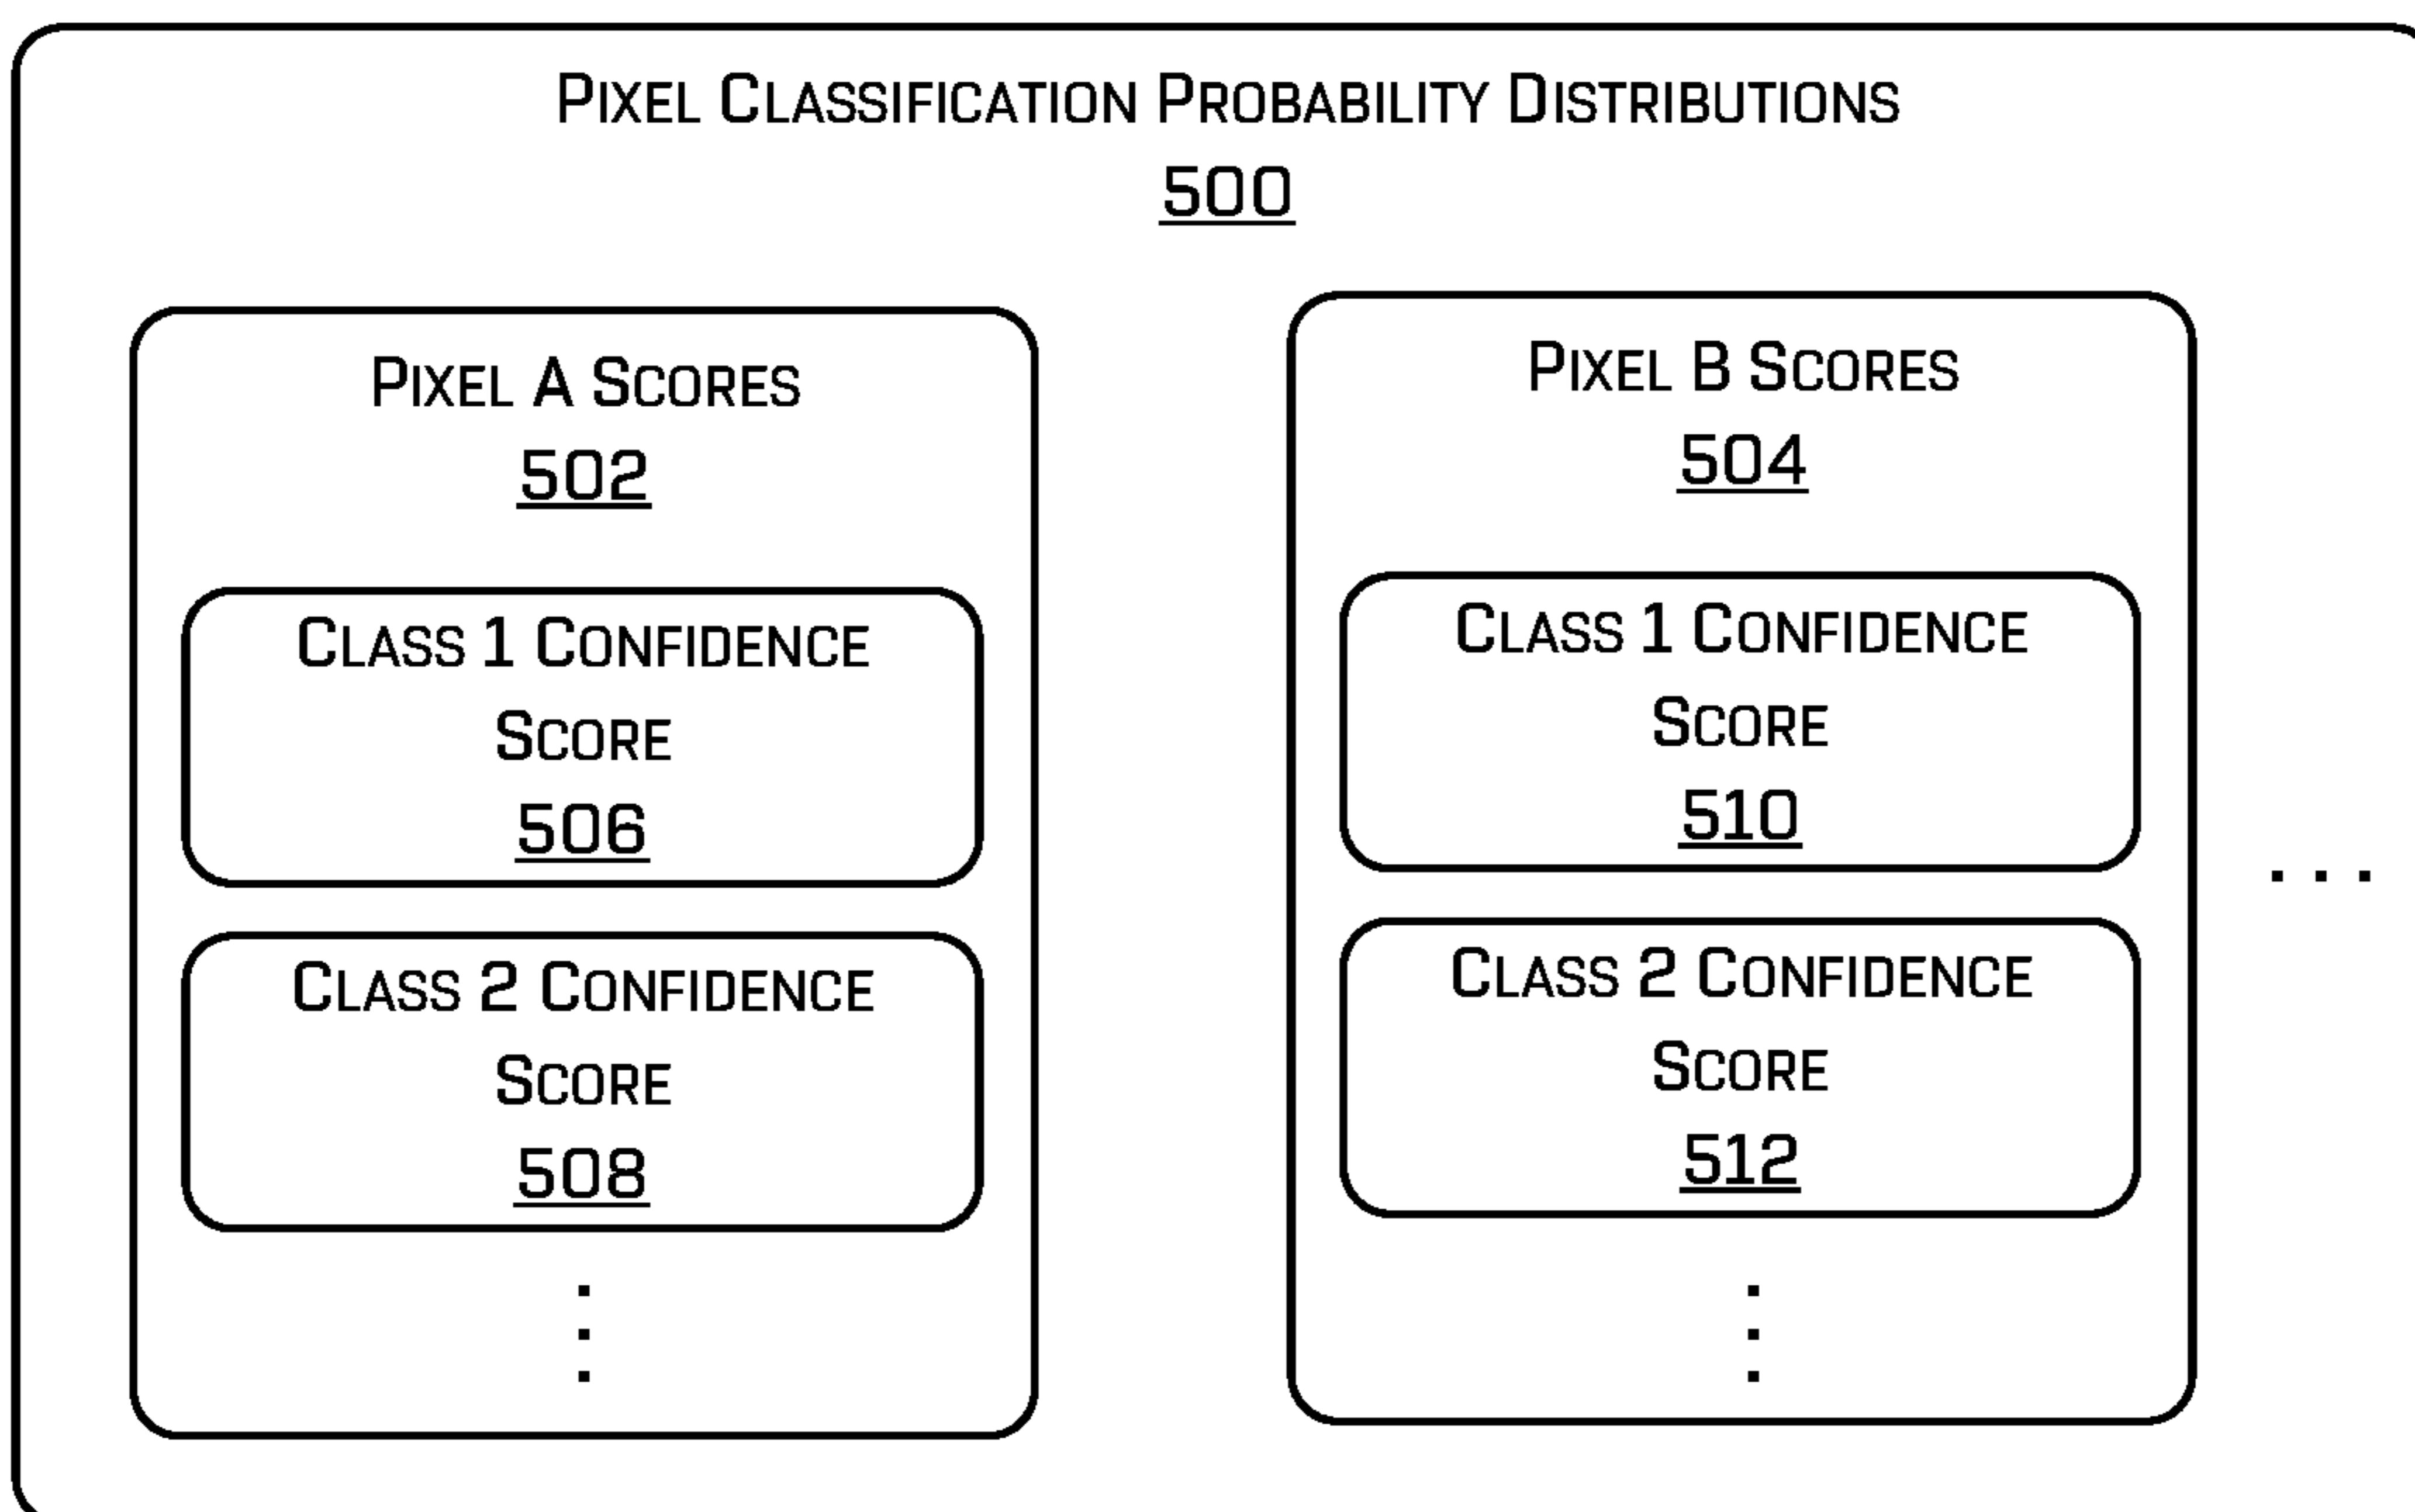 PIXEL CLASSIFICATION PROBABILITY DISTRIBUTIONS
500
PIXEL A SCORES
502
CLASS 1 CONFIDENCE
SCORE
506
CLASS 2 CONFIDENCE
SCORE
508
PIXEL B SCORES
504
CLASS 1 CONFIDENCE
SCORE
510
CLASS 2 CONFIDENCE
SCORE
512
. . .